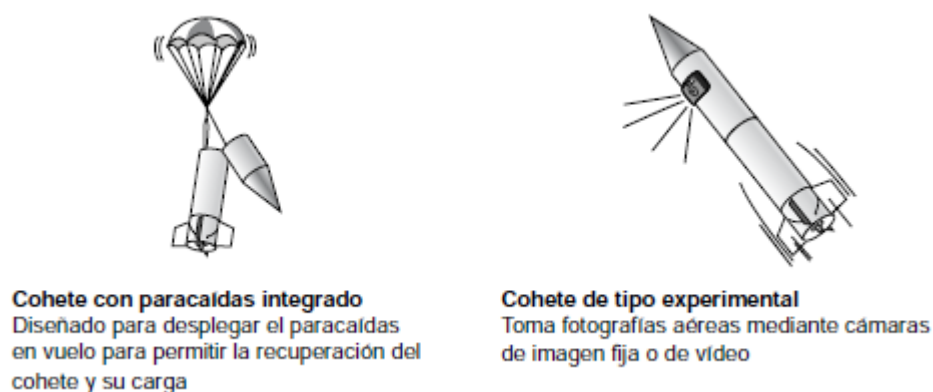 Cohete con paracaídas integrado
Diseñado para desplegar el paracaídas
en vuelo para permitir la recuperación del
cohete y su carga
Cohete de tipo experimental
Toma fotografías aéreas mediante cámaras
de imagen fija o de vídeo